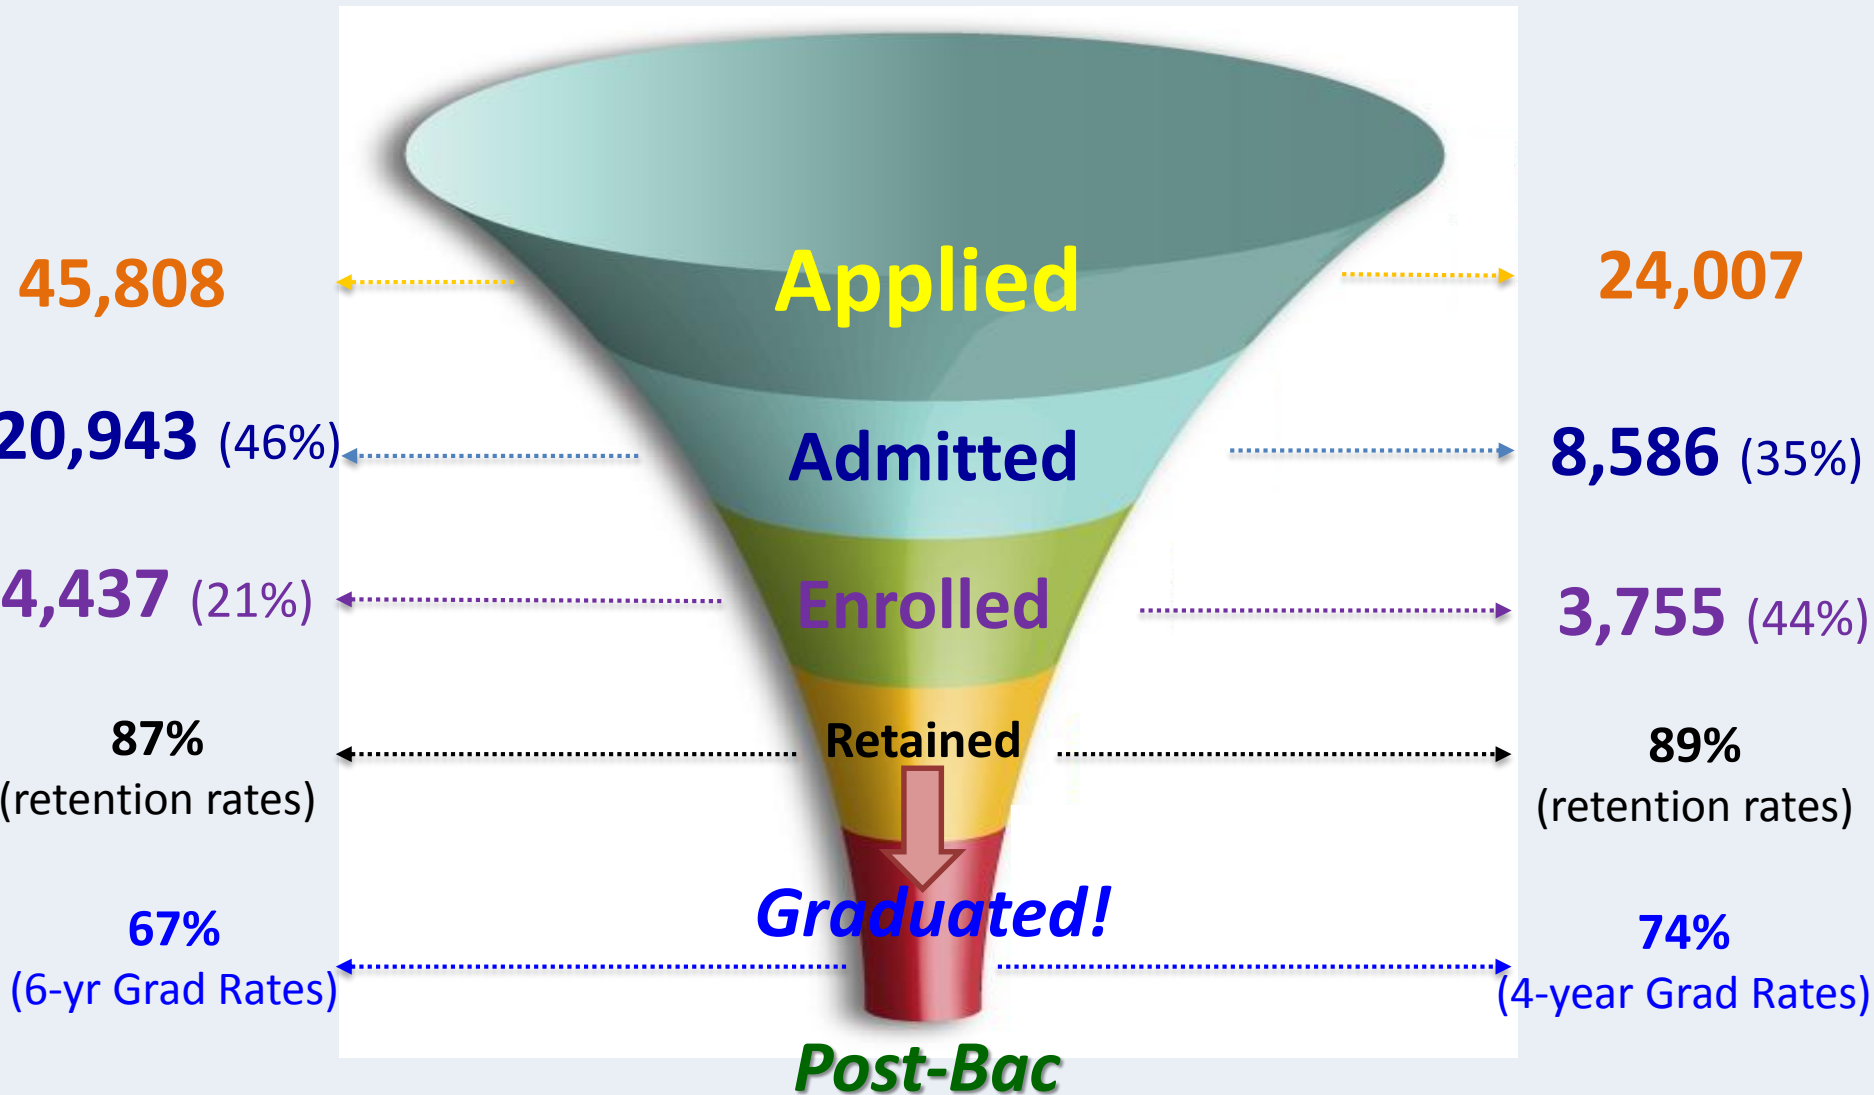 45,808
Applied
24,007
20,943 (46%)
Admitted
8,586 (35%)
4,437 (21%)
Enrolled
3,755 (44%)
87%
(retention rates)
Retained
89%
(retention rates)
Graduated!
67%
(6-yr Grad Rates)
74%
(4-year Grad Rates)
Post-Bac